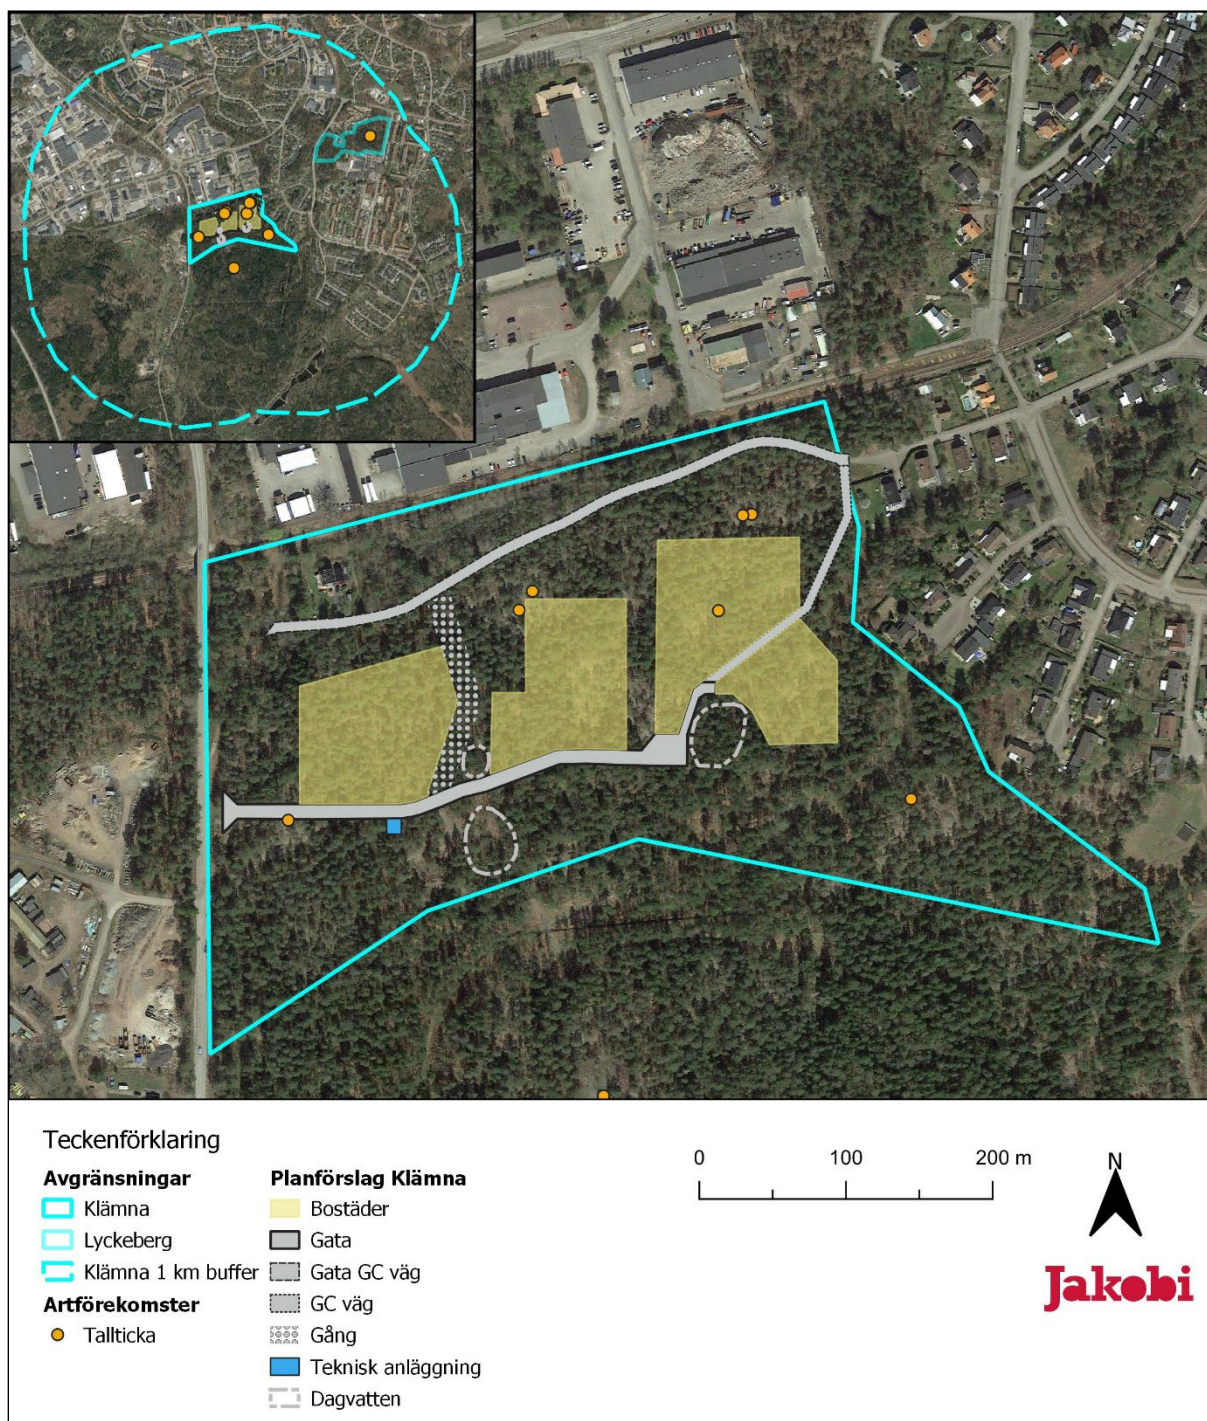 Teckenförklaring
Avgränsningar
Klämna
Lyckeberg
Klämna 1 km buffer
Artförekomster
Tallticka
Planförslag Klämna
Bostäder
Gata
Gata GC väg
GC väg
Gång
Teknisk anläggning
Dagvatten
0 100 200 m
N
Jakobi